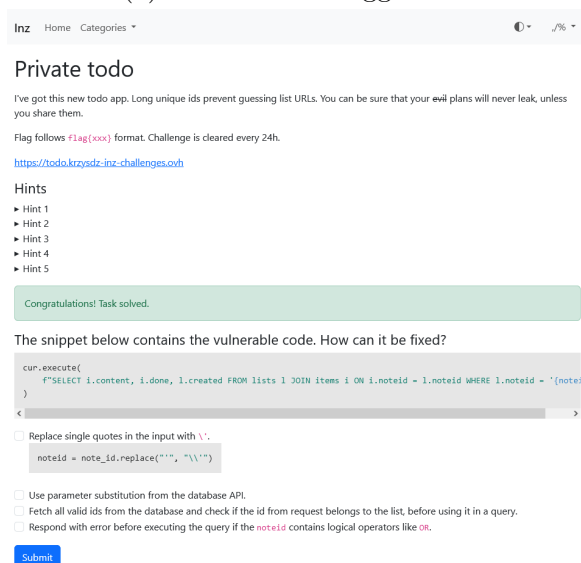 Inz Home Categories
Private todo
I've got this new todo app. Long unique ids prevent guessing list URLs. You can be sure that your evil plans will never leak, unless
you share them.
Flag follows flag{xxx} format. Challenge is cleared every 24h.
https://todo.krzysdz-inz-challenges.ovh
Hints
Hint 1
Hint 2
Hint 3
Hint 4
Hint 5
Congratulations! Task solved.
The snippet below contains the vulnerable code. How can it be fixed?
cur.execute(
f"SELECT i.content, i.done, l.created FROM lists l JOIN items i ON i.noteid = l.noteid WHERE l.noteid = '{notei
)
Replace single quotes in the input with \'.
noteid = note_id.replace("'", "\\'")
Use parameter substitution from the database API.
Fetch all valid ids from the database and check if the id from request belongs to the list, before using it in a query.
Respond with error before executing the query if the noteid contains logical operators like OR.
Submit